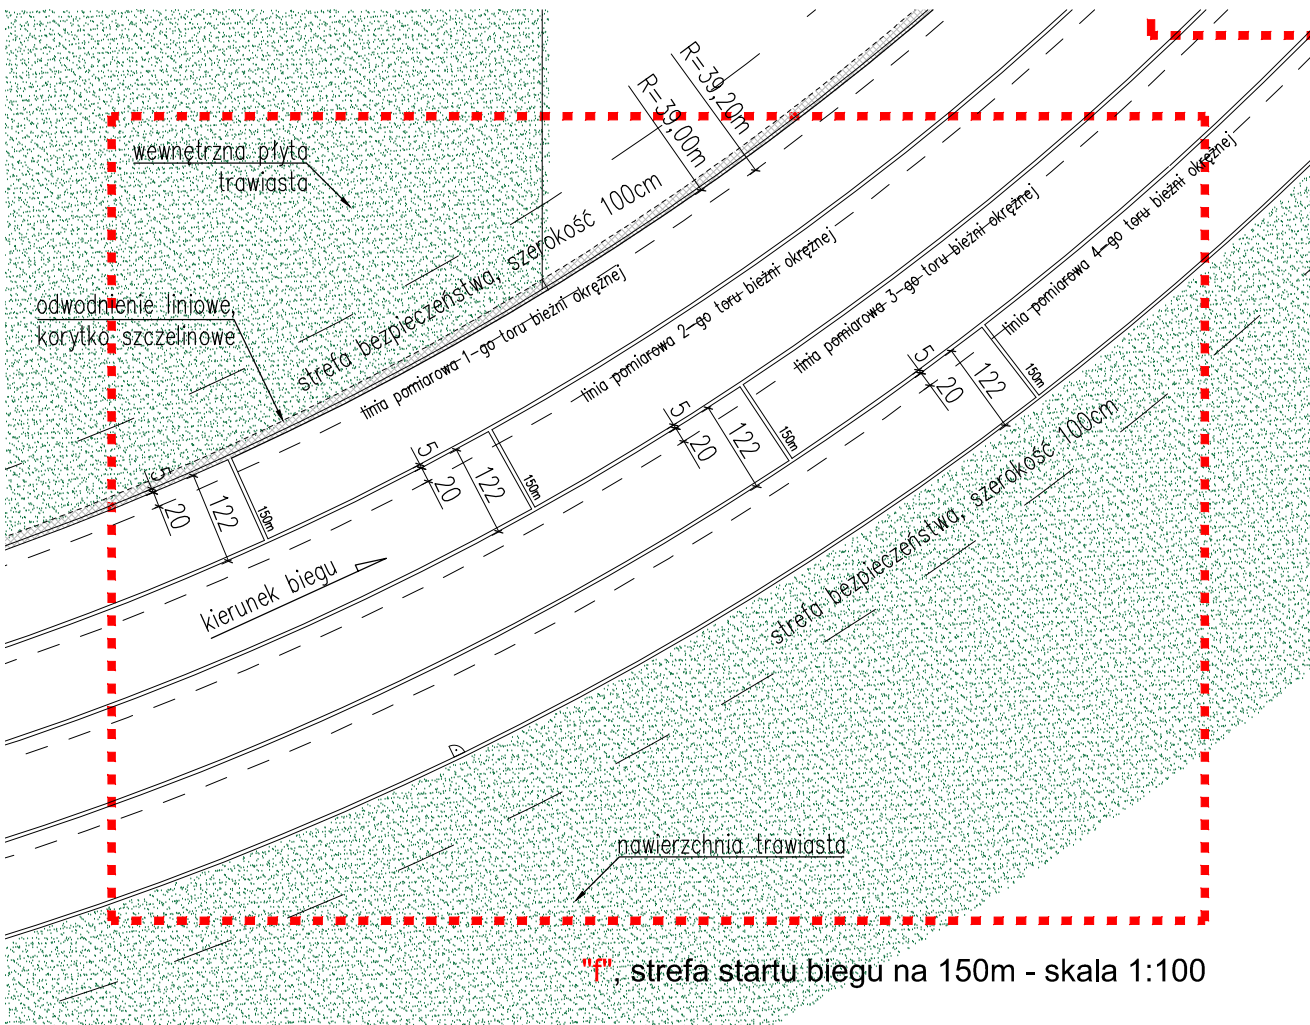 R=39,20m
R=39,00m
wewnętrzna płyta
trawiasta
strefa bezpieczeństwa, szerokość 100cm
odwodnienie liniowe,
korytko szczelinowe
linia pomiarowa 1-go toru bieżni okrężnej
linia pomiarowa 2-go toru bieżni okrężnej
linia pomiarowa 3-go toru bieżni okrężnej
linia pomiarowa 4-go toru bieżni okrężnej
5
20
122
150m
5
20
122
150m
5
20
122
150m
5
20
122
150m
kierunek biegu
strefa bezpieczeństwa, szerokość 100cm
nawierzchnia trawiasta
"f", strefa startu biegu na 150m - skala 1:100